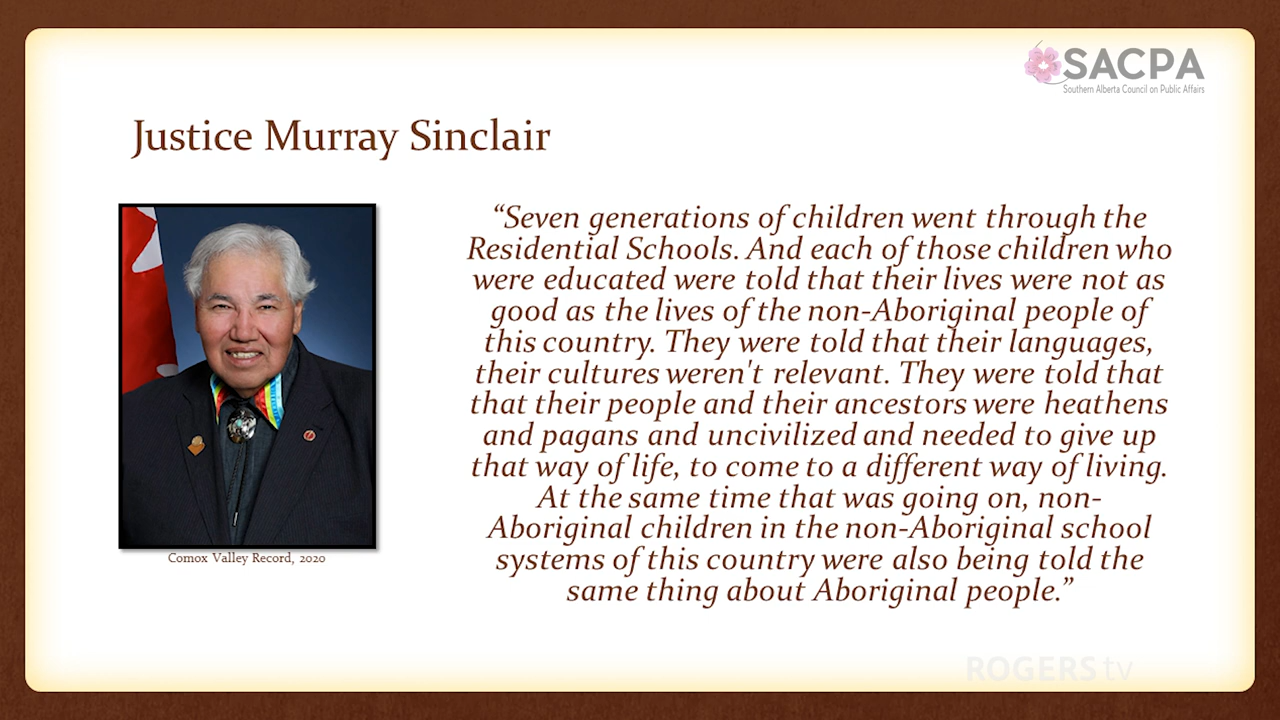 SACPA
Southern Alberta Council on Public Affairs
Justice Murray Sinclair
“Seven generations of children went through the
Residential Schools. And each of those children who
were educated were told that their lives were not as
good as the lives of the non-Aboriginal people of
this country. They were told that their languages,
their cultures weren't relevant. They were told that
that their people and their ancestors were heathens
and pagans and uncivilized and needed to give up
that way of life, to come to a different way of living.
At the same time that was going on, non-
Aboriginal children in the non-Aboriginal school
systems of this country were also being told the
same thing about Aboriginal people.”
Comox Valley Record, 2020
ROGERS tv